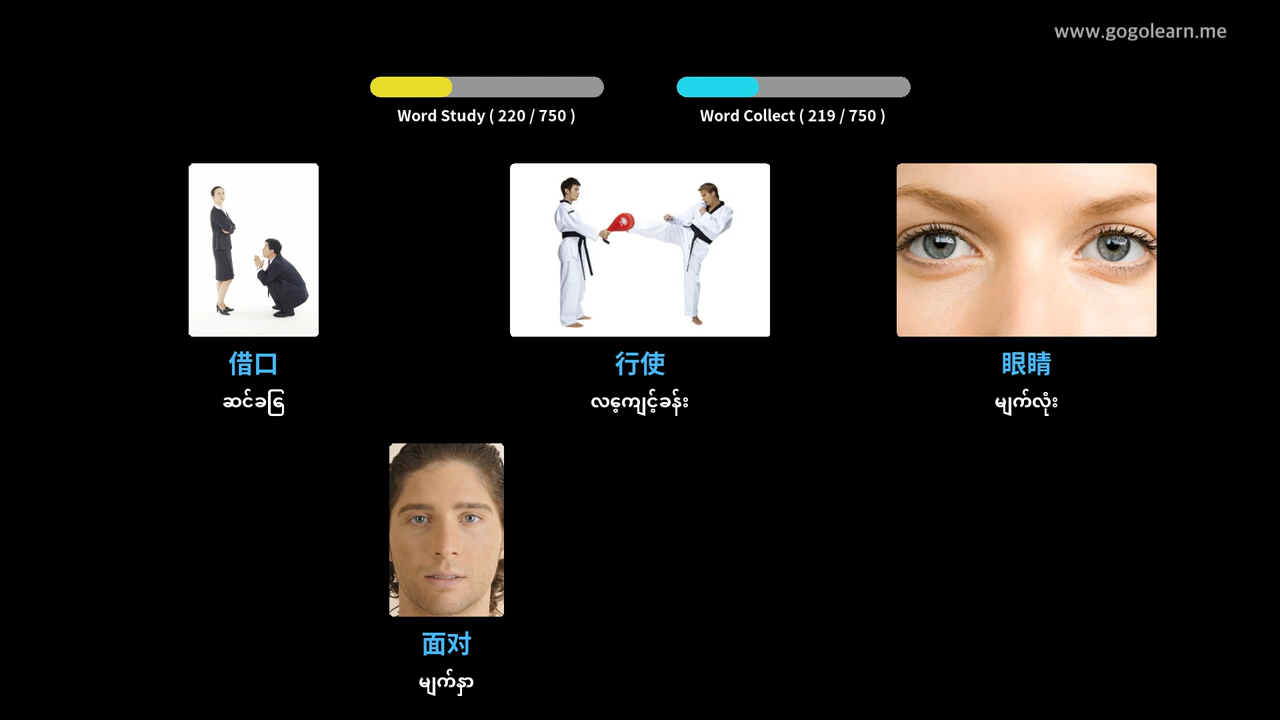 www.gogolearn.me
Word Study ( 220 / 750 )
Word Collect ( 219 / 750 )
借口
行使
眼睛
ဆင်ခြေ
လေ့ကျင့်ခန်း
မျက်လုံး
面对
မျက်နှာ